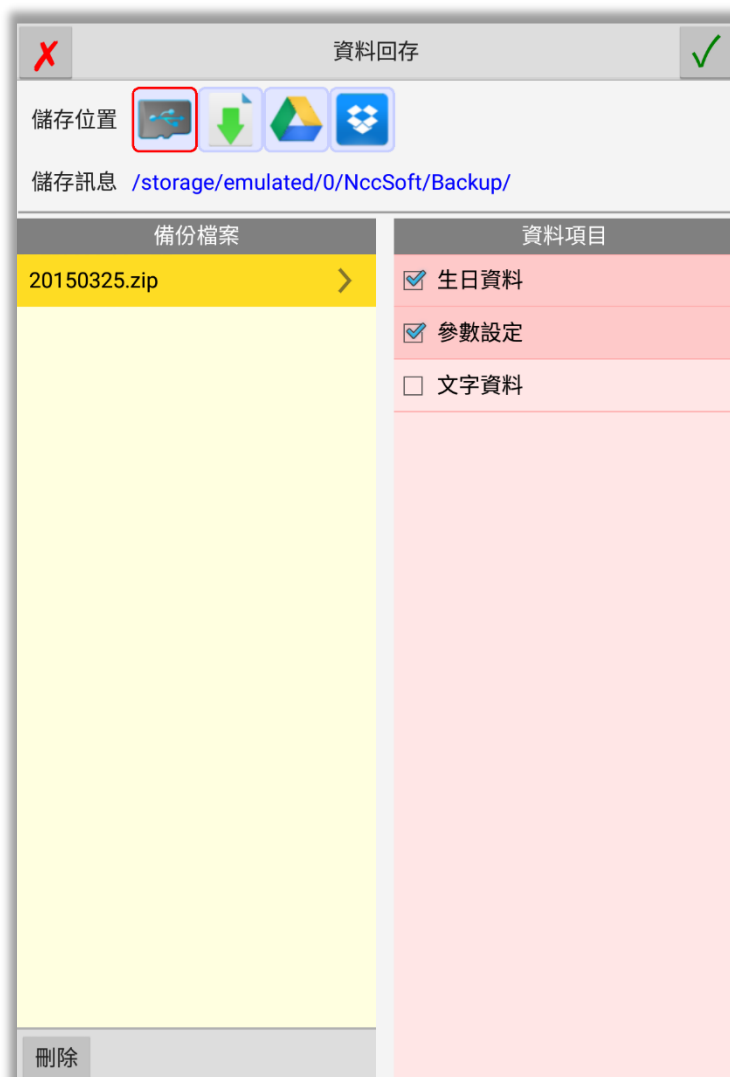 資料回存
儲存位置
儲存訊息 /storage/emulated/0/NccSoft/Backup/
備份檔案
20150325.zip
資料項目
生日資料
參數設定
文字資料
刪除